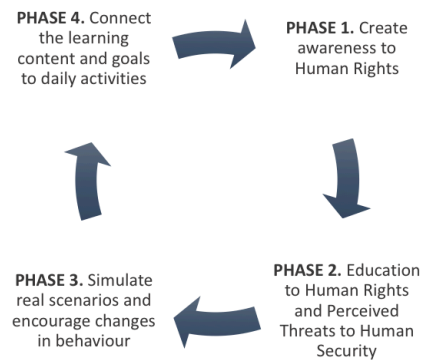 PHASE 4. Connect
the learning
content and goals
to daily activities
PHASE 1. Create
awareness to
Human Rights
PHASE 3. Simulate
real scenarios and
encourage changes
in behaviour
PHASE 2. Education
to Human Rights
and Perceived
Threats to Human
Security